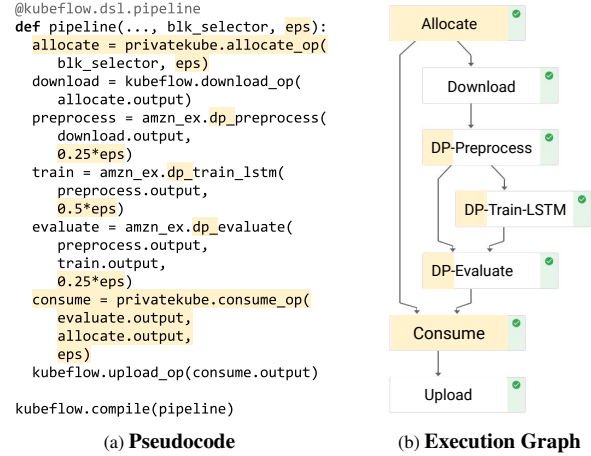 @kubeflow.dsl.pipeline
def pipeline(..., blk_selector, eps):
allocate = privatekube.allocate_op(
blk_selector, eps)
download = kubeflow.download_op(
allocate.output)
preprocess = amzn_ex.dp_preprocess(
download.output,
0.25*eps)
train = amzn_ex.dp_train_lstm(
preprocess.output,
0.5*eps)
evaluate = amzn_ex.dp_evaluate(
preprocess.output,
train.output,
0.25*eps)
consume = privatekube.consume_op(
evaluate.output,
allocate.output,
eps)
kubeflow.upload_op(consume.output)
kubeflow.compile(pipeline)
(a) Pseudocode
Allocate
Download
DP-Preprocess
DP-Train-LSTM
DP-Evaluate
Consume
Upload
(b) Execution Graph